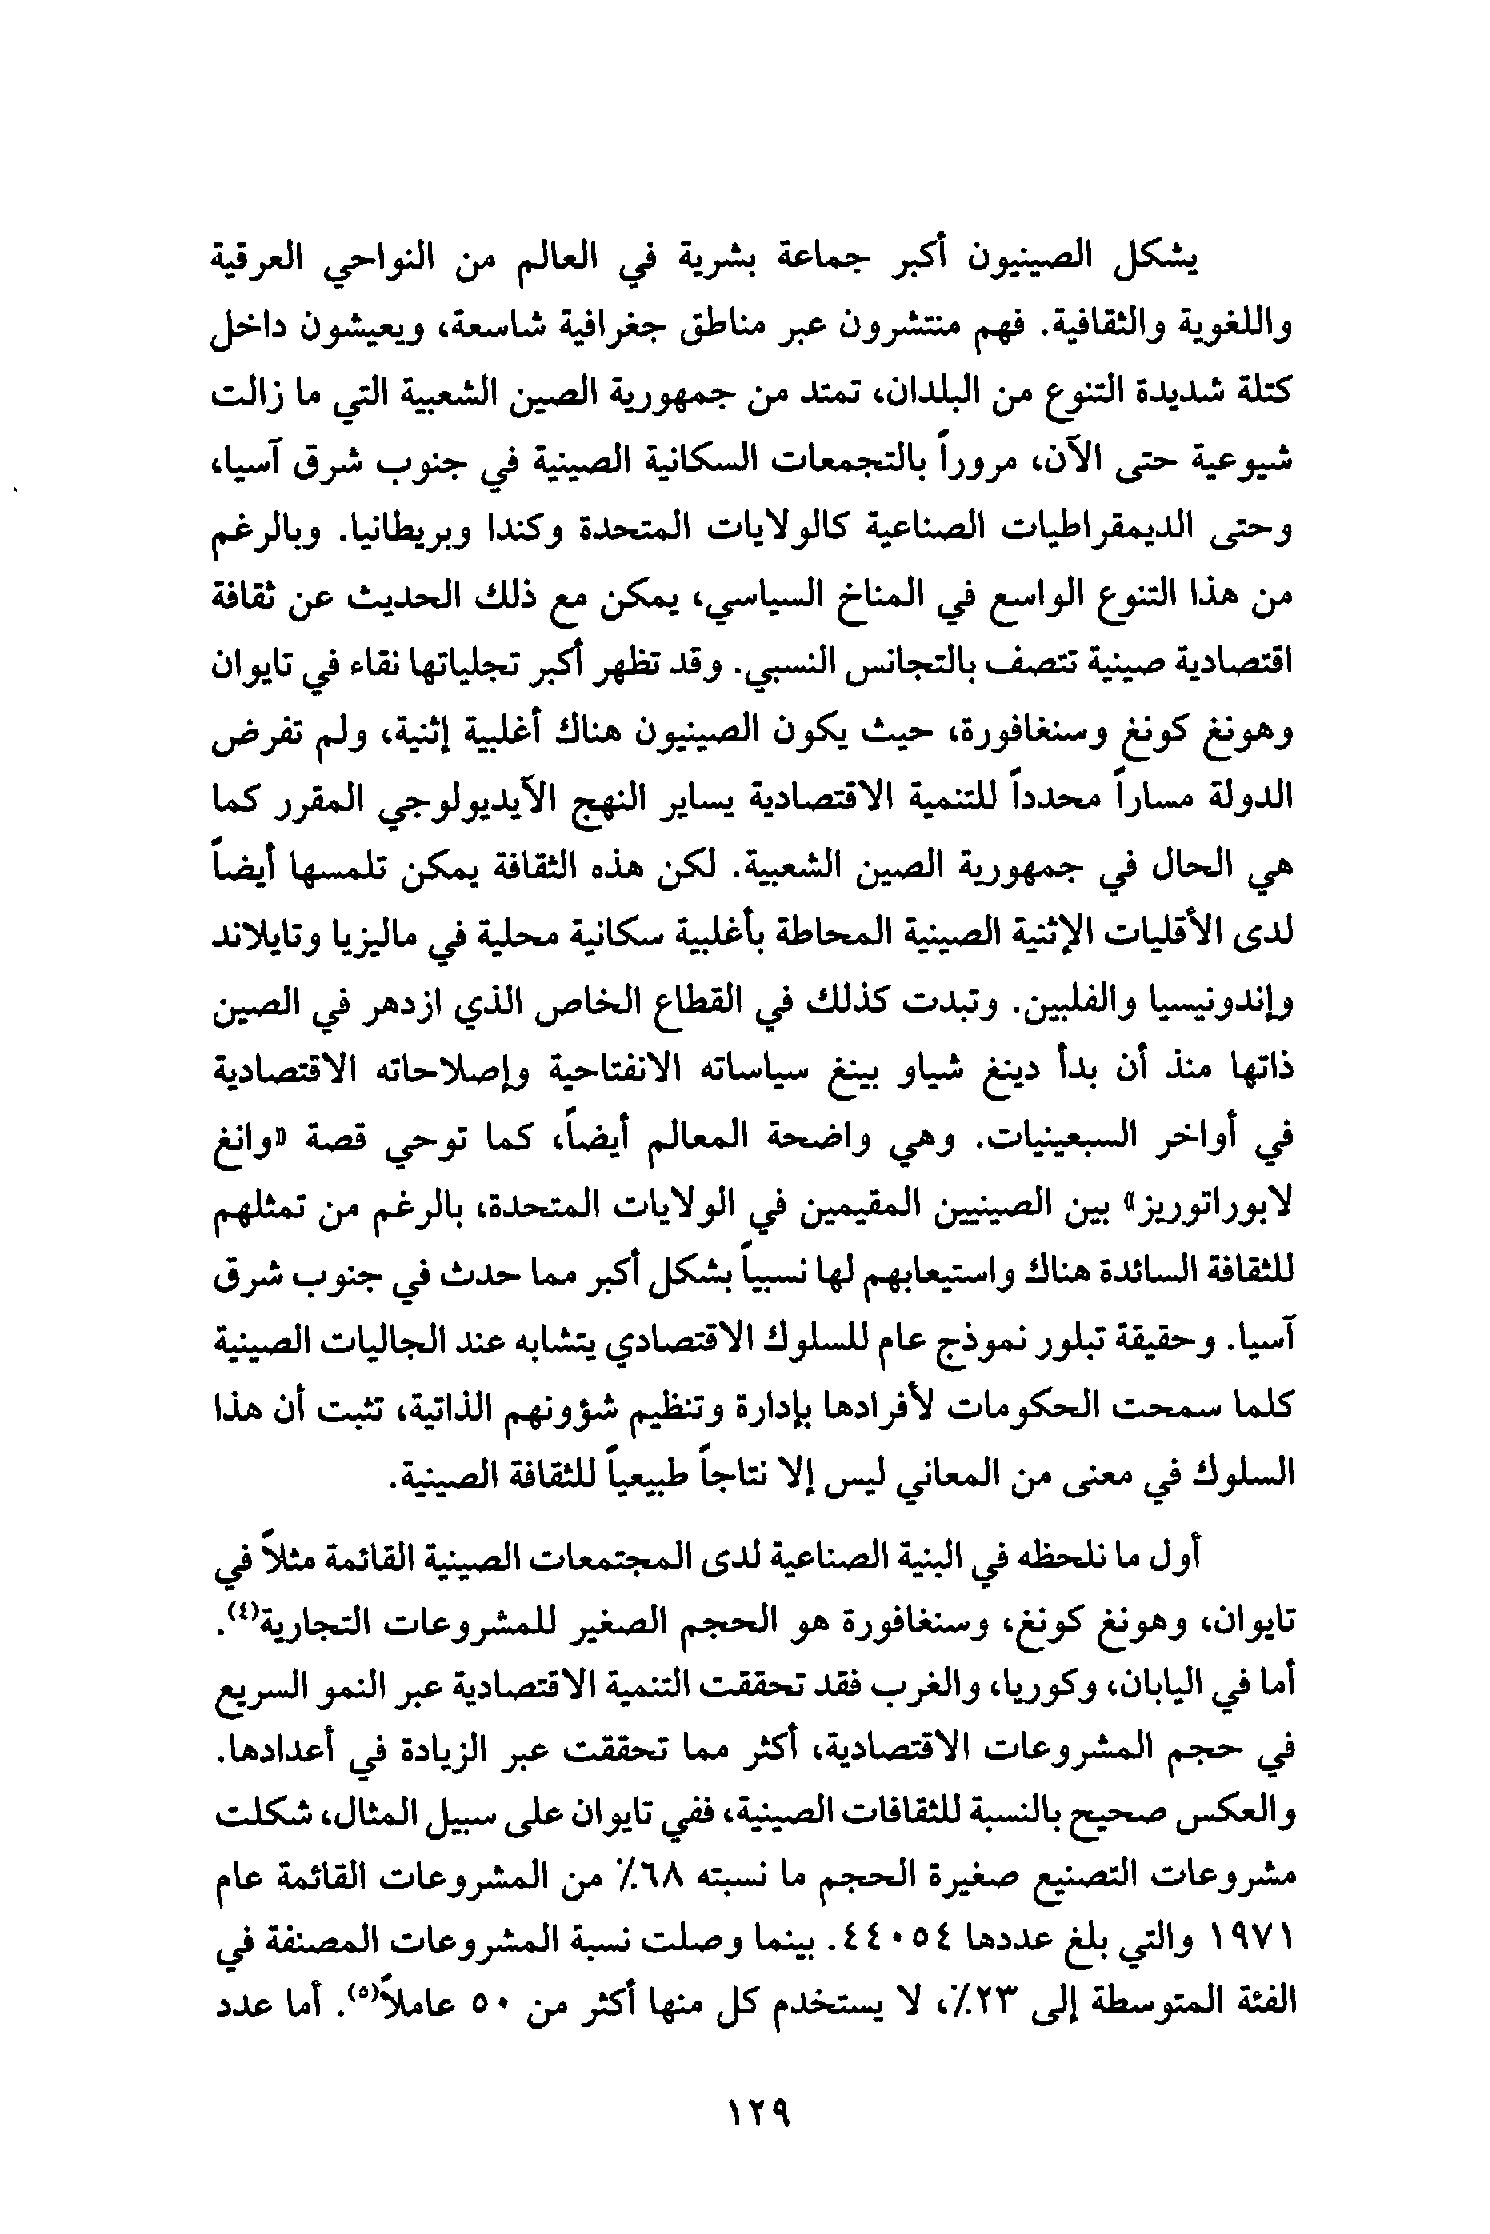 يشكل الصينيون أكبر جماعة بشرية في العالم من النواحي العرقية
واللغوية والثقافية. فهم منتشرون عبر مناطق جغرافية شاسعة، ويعيشون داخل
كتلة شديدة التنوع من البلدان، تمتد من جمهورية الصين الشعبية التي ما زالت
شيوعية حتى الآن، مروراً بالتجمعات السكانية الصينية في جنوب شرق آسيا،
وحتى الديمقراطيات الصناعية كالولايات المتحدة وكندا وبريطانيا. وبالرغم
من هذا التنوع الواسع في المناخ السياسي، يمكن مع ذلك الحديث عن ثقافة
اقتصادية صينية تتصف بالتجانس النسبي. وقد تظهر أكبر تجلياتها نقاء في تايوان
وهونغ كونغ وسنغافورة، حيث يكون الصينيون هناك أغلبية إثنية، ولم تفرض
الدولة مساراً محدداً للتنمية الاقتصادية يساير النهج الآيديولوجي المقرر كما
هي الحال في جمهورية الصين الشعبية. لكن هذه الثقافة يمكن تلمسها أيضاً
لدى الأقليات الإثنية الصينية المحاطة بأغلبية سكانية محلية في ماليزيا وتايلاند
وإندونيسيا والفلبين. وتبدت كذلك في القطاع الخاص الذي ازدهر في الصين
ذاتها منذ أن بدأ دينغ شياو بينغ سياساته الانفتاحية وإصلاحاته الاقتصادية
في أواخر السبعينيات. وهي واضحة المعالم أيضاً، كما توحي قصة «وانغ
لابوراتوريز» بين الصينيين المقيمين في الولايات المتحدة، بالرغم من تمثلهم
للثقافة السائدة هناك واستيعابهم لها نسبياً بشكل أكبر مما حدث في جنوب شرق
آسيا. وحقيقة تبلور نموذج عام للسلوك الاقتصادي يتشابه عند الجاليات الصينية
كلما سمحت الحكومات لأفرادها بإدارة وتنظيم شؤونهم الذاتية، تثبت أن هذا
السلوك في معنى من المعاني ليس إلا نتاجاً طبيعياً للثقافة الصينية.
أول ما نلحظه في البنية الصناعية لدى المجتمعات الصينية القائمة مثلاً في
تايوان، وهونغ كونغ، وسنغافورة هو الحجم الصغير للمشروعات التجارية(٤).
أما في اليابان، وكوريا، والغرب فقد تحققت التنمية الاقتصادية عبر النمو السريع
في حجم المشروعات الاقتصادية، أكثر مما تحققت عبر الزيادة في أعدادها.
والعكس صحيح بالنسبة للثقافات الصينية، ففي تايوان على سبيل المثال، شكلت
مشروعات التصنيع صغيرة الحجم ما نسبته ٦٨٪ من المشروعات القائمة عام
١٩٧١ والتي بلغ عددها ٤٤٠٥٤. بينما وصلت نسبة المشروعات المصنفة في
الفئة المتوسطة إلى ٢٣٪، لا يستخدم كل منها أكثر من ٥٠ عاملاً(٥). أما عدد
١٢٩